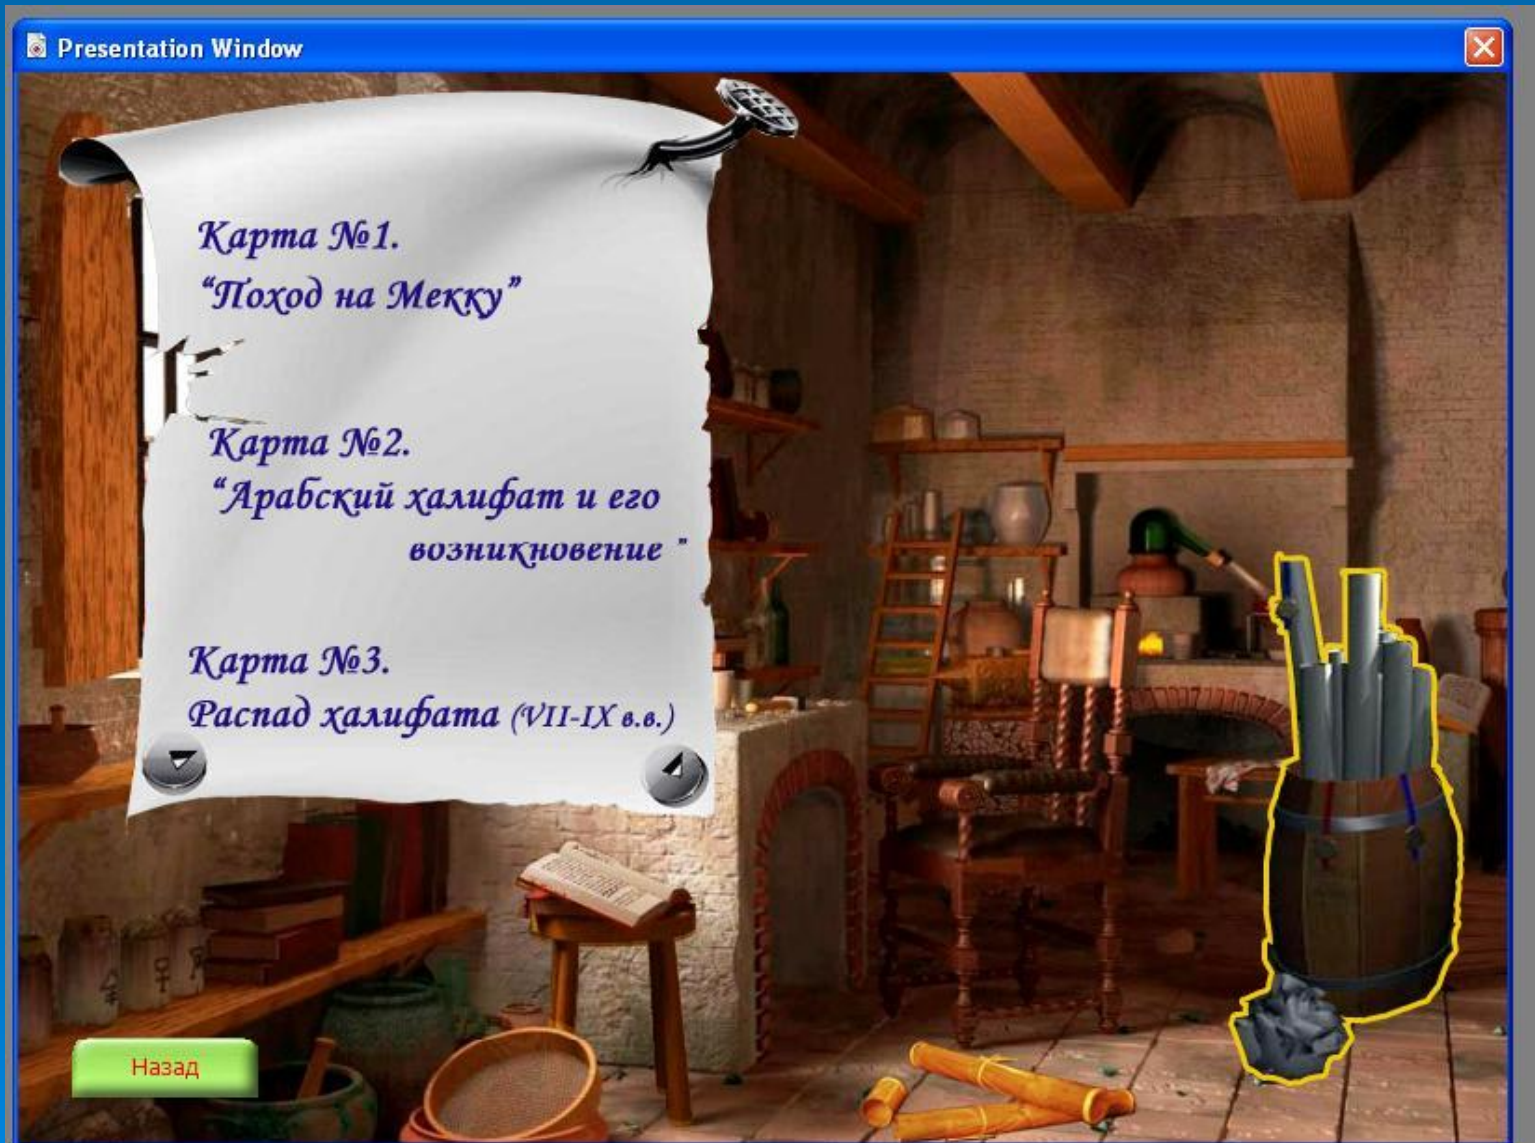 Presentation Window
Карта №1.
“Поход на Мекку”
Карта №2.
“Арабский халифат и его
возникновение "
Карта №3.
Распад халифата (VII-IX в.в.)
Назад